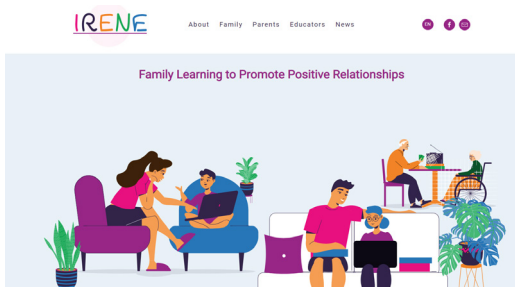 IRENE
About Family Parents Educators News
EN
Family Learning to Promote Positive Relationships